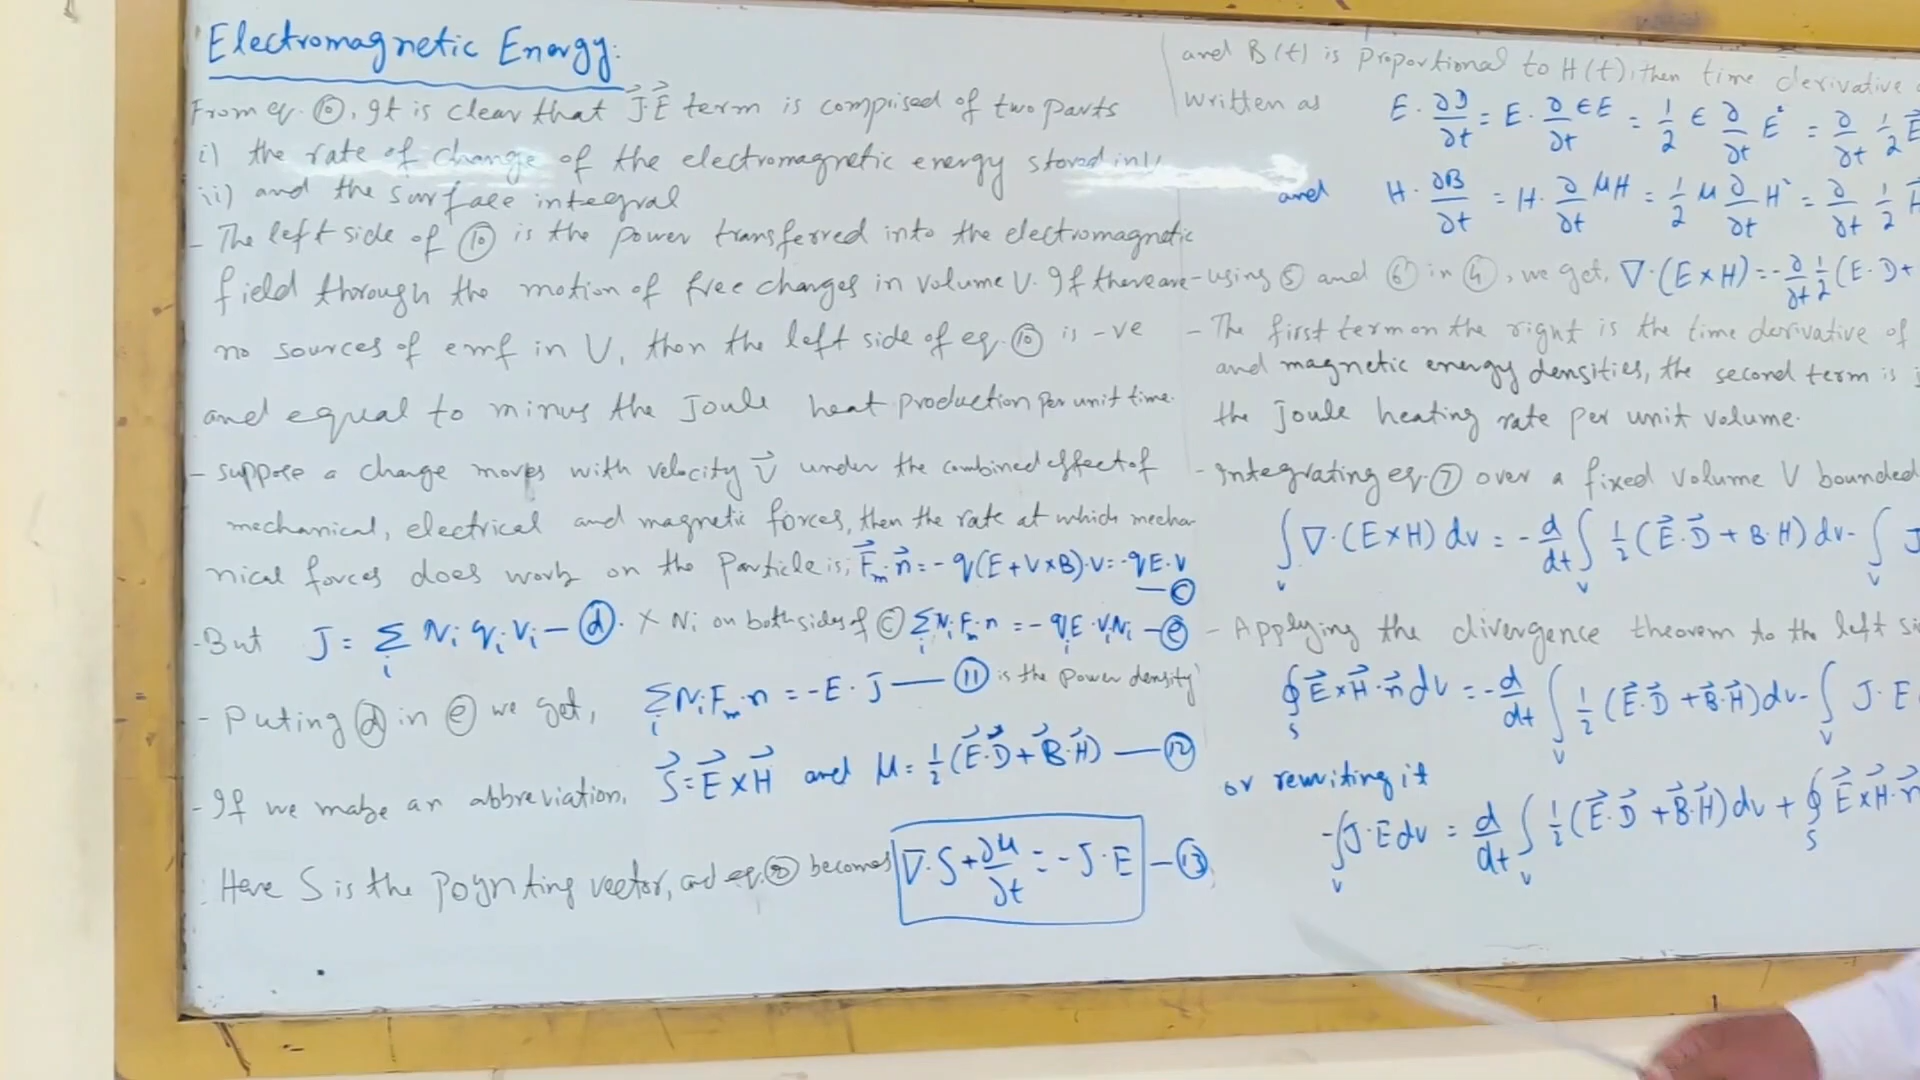 Electromagnetic Energy:
From eq. ⑩, It is clear that J⃗.E⃗ term is comprised of two parts
i) the rate of change of the electromagnetic energy stored in V
ii) and the surface integral
- The left side of ⑩ is the power transferred into the electromagnetic
field through the motion of free charges in volume V. If there are
no sources of emf in V, then the left side of eq. ⑩ is -ve
and equal to minus the Joule heat production per unit time.
- suppose a charge moves with velocity v⃗ under the combined effect of
mechanical, electrical and magnetic forces, then the rate at which mecha
nical forces does work on the particle is; F⃗m.n⃗ = - q(E+V×B).V = -qE.V
— ⓒ
- But J = Σi Ni qi Vi — ⓓ. × Ni on both sides of ⓒ Σi Ni Fm.n = - qiE.ViNi — ⓔ
- Puting ⓓ in ⓔ we get, Σi Ni Fm.n = -E.J — ⑪ is the power density
- If we make an abbreviation, S⃗ = E⃗×H⃗ and u = 1/2 (E⃗.D⃗ + B⃗.H⃗) — ⑫
Here S is the Poynting vector, and eq. becomes ∇.S + ∂u/∂t = -J.E — ⑬
and B(t) is proportional to H(t), then time derivative
written as E.∂D/∂t = E.∂/∂t ∈E = 1/2 ∈ ∂/∂t E² = ∂/∂t 1/2 E
and H.∂B/∂t = H.∂/∂t μH = 1/2 μ ∂/∂t H² = ∂/∂t 1/2
- using ⑤ and ⑥ in ④, we get, ∇.(E×H) = -∂/∂t 1/2 (E.D+
- The first term on the right is the time derivative of
and magnetic energy densities, the second term is
the joule heating rate per unit volume.
- Integrating eq. ⑦ over a fixed volume V bounded
∫v ∇.(E×H) dv = - d/dt ∫v 1/2 (E⃗.D⃗ + B.H) dv - ∫v J
- Applying the divergence theorem to the left
∮s E⃗×H⃗.n⃗ dv = - d/dt ∫v 1/2 (E⃗.D⃗ + B⃗.H⃗) dv - ∫v J.E
or rewriting it
-∫v J.E dv = d/dt ∫v 1/2 (E⃗.D⃗ + B⃗.H⃗) dv + ∮s E⃗×H⃗.n⃗